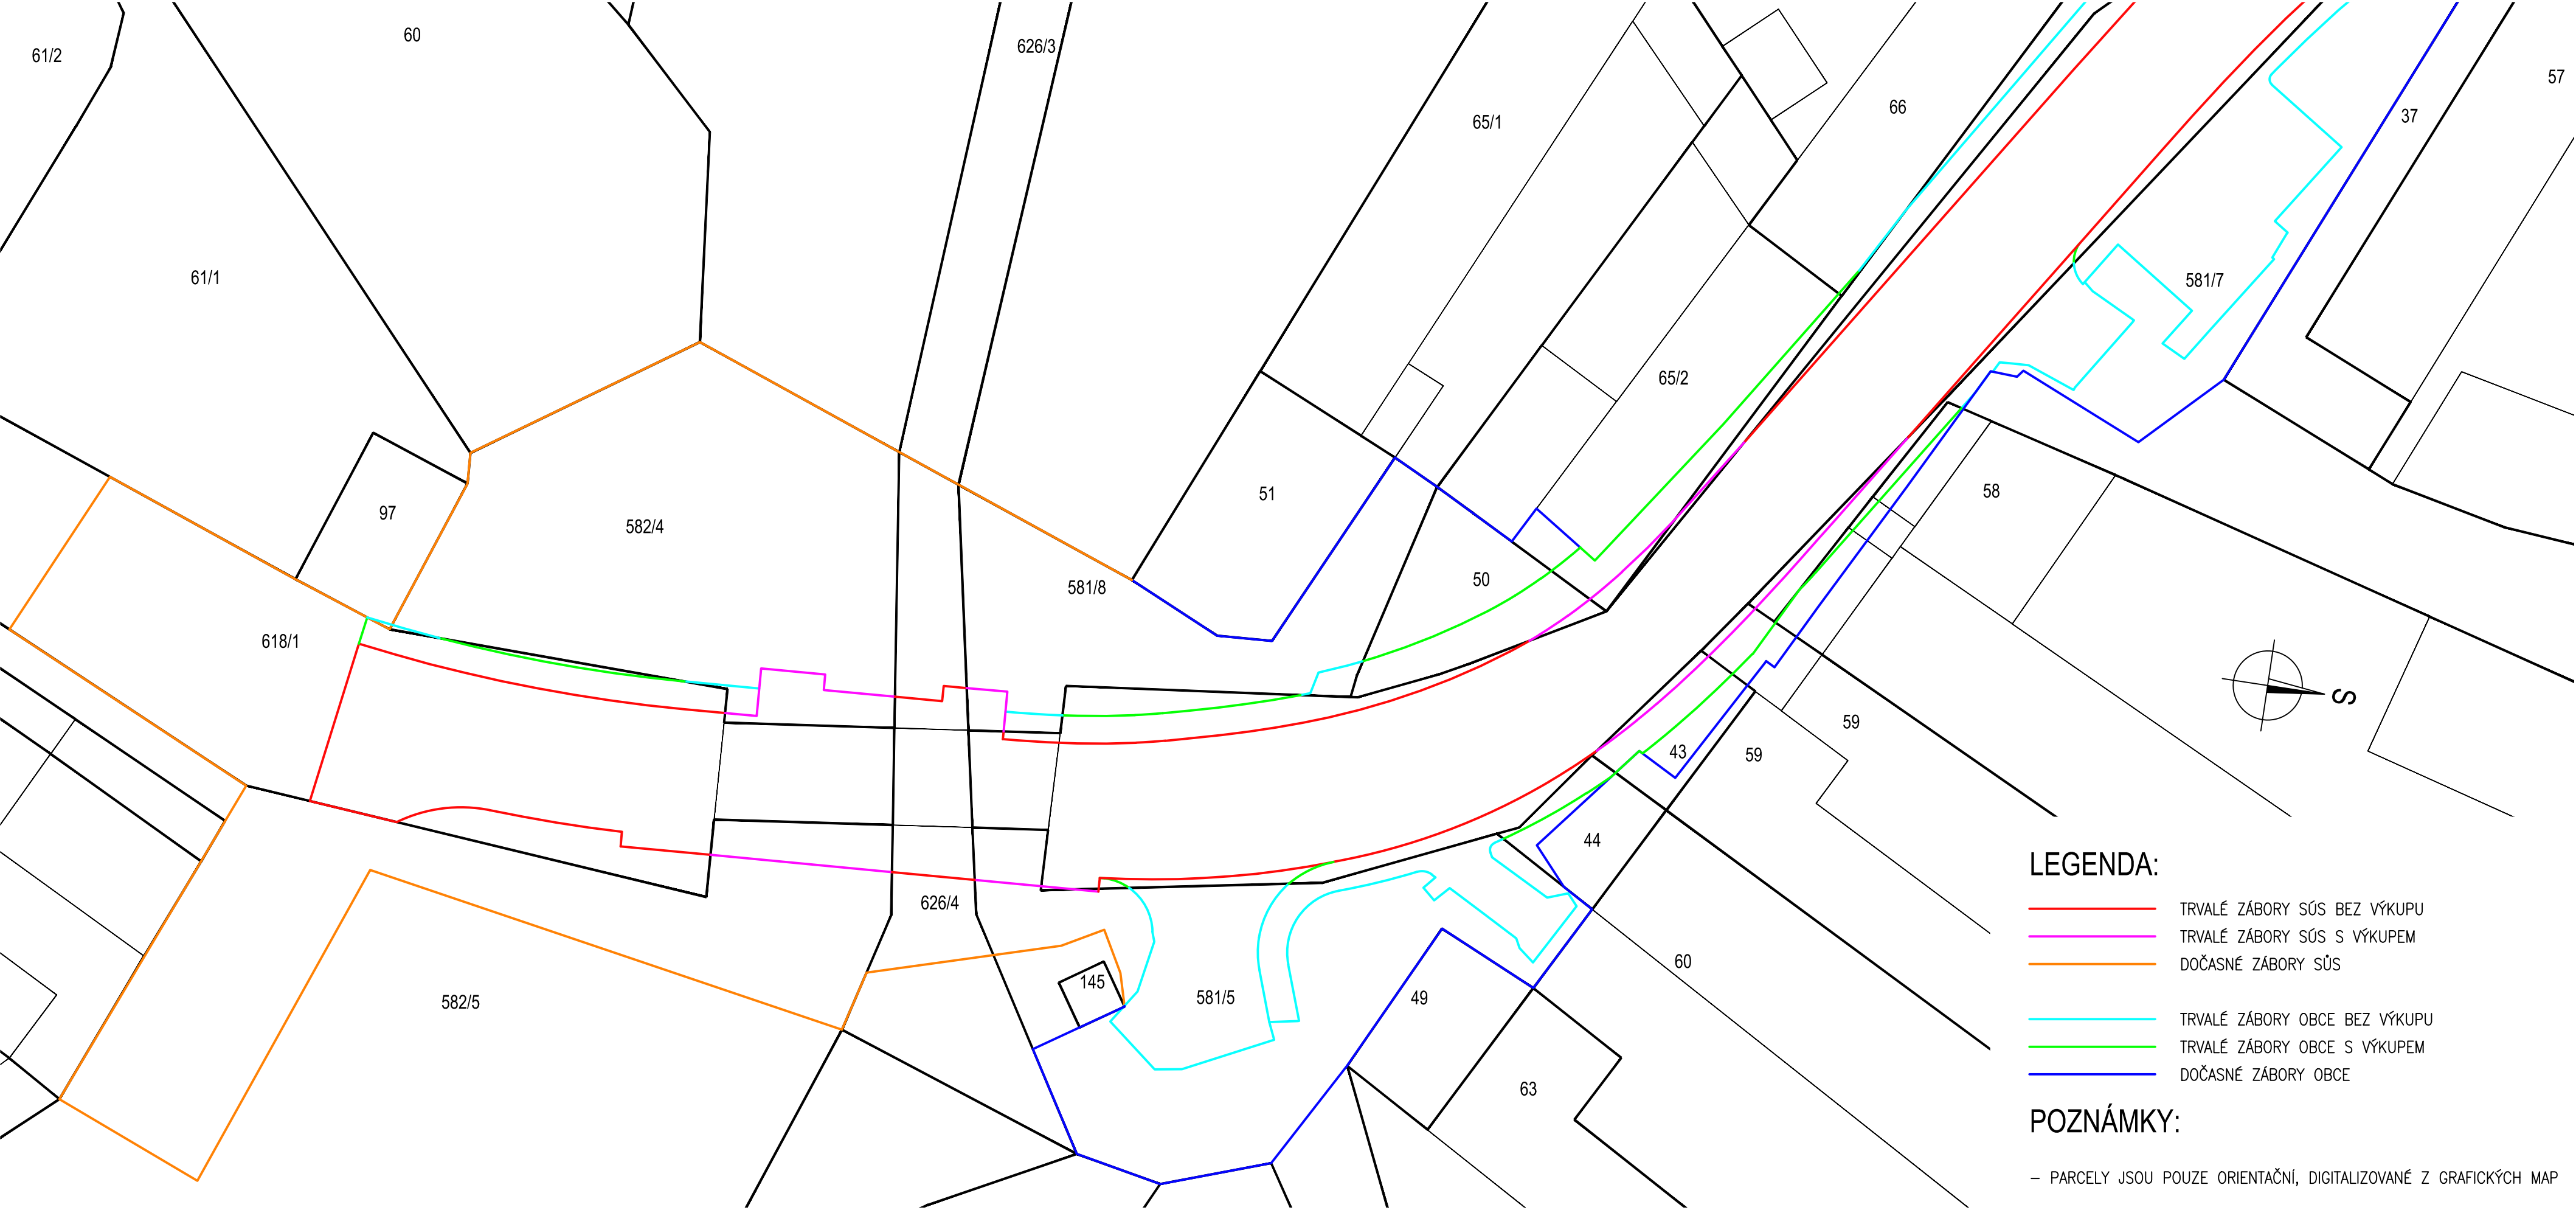 61/2
60
626/3
65/1
66
37
57
61/1
581/7
65/2
97
582/4
51
58
581/8
50
618/1
S
59
43
59
44
626/4
60
145
582/5
581/5
49
63
LEGENDA:
TRVALÉ ZÁBORY SÚS BEZ VÝKUPU
TRVALÉ ZÁBORY SÚS S VÝKUPEM
DOČASNÉ ZÁBORY SŮS
TRVALÉ ZÁBORY OBCE BEZ VÝKUPU
TRVALÉ ZÁBORY OBCE S VÝKUPEM
DOČASNÉ ZÁBORY OBCE
POZNÁMKY:
– PARCELY JSOU POUZE ORIENTAČNÍ, DIGITALIZOVANÉ Z GRAFICKÝCH MAP